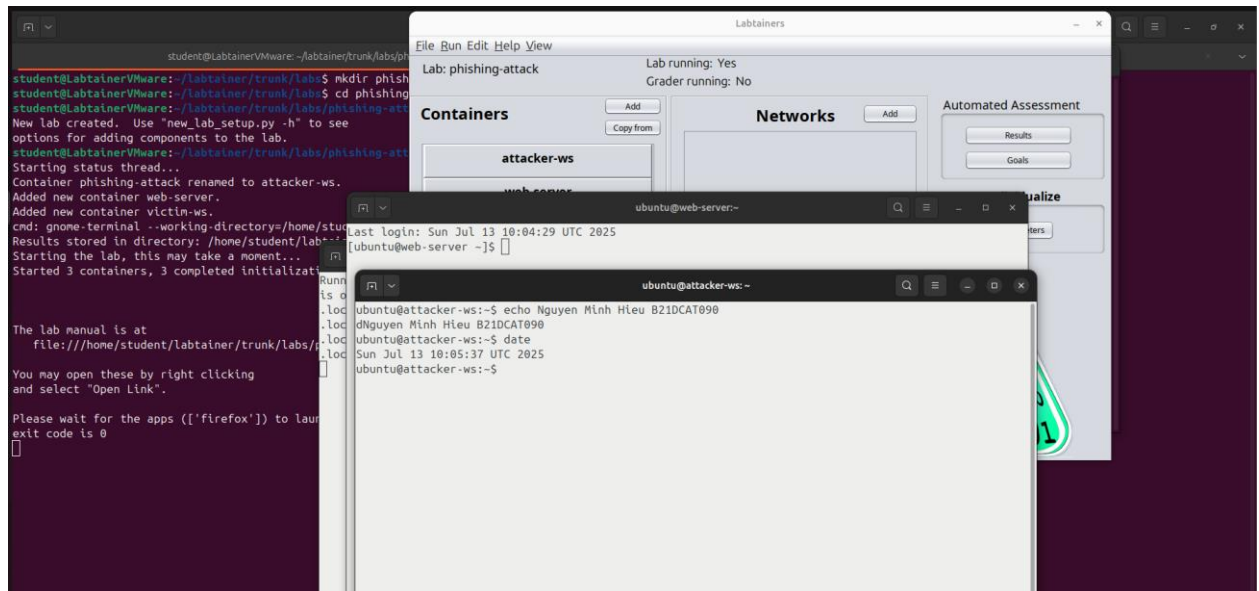 student@LabtainerVMware: ~/labtainer/trunk/labs/ph
student@LabtainerVMware:~/labtainer/trunk/labs$ mkdir phish
student@LabtainerVMware:~/labtainer/trunk/labs$ cd phishing
student@LabtainerVMware:~/labtainer/trunk/labs/phishing-att
New lab created.  Use "new_lab_setup.py -h" to see
options for adding components to the lab.
student@LabtainerVMware:~/labtainer/trunk/labs/phishing-att
Starting status thread...
Container phishing-attack renamed to attacker-ws.
Added new container web-server.
Added new container victim-ws.
cmd: gnome-terminal --working-directory=/home/stud
Results stored in directory: /home/student/labtai
Starting the lab, this may take a moment...
Started 3 containers, 3 completed initializati
The lab manual is at
file:///home/student/labtainer/trunk/labs/p
You may open these by right clicking
and select "Open Link".
Please wait for the apps (['firefox']) to laun
exit code is 0
Labtainers
File Run Edit Help View
Lab: phishing-attack
Lab running: Yes
Grader running: No
Containers
Add
Copy from
attacker-ws
web-server
Networks
Add
Automated Assessment
Results
Goals
ualize
ters
ubuntu@web-server:~
Last login: Sun Jul 13 10:04:29 UTC 2025
[ubuntu@web-server ~]$
Runn
is o
.loc
.loc
.loc
.loc
ubuntu@attacker-ws: ~
ubuntu@attacker-ws:~$ echo Nguyen Minh Hieu B21DCAT090
dNguyen Minh Hieu B21DCAT090
ubuntu@attacker-ws:~$ date
Sun Jul 13 10:05:37 UTC 2025
ubuntu@attacker-ws:~$